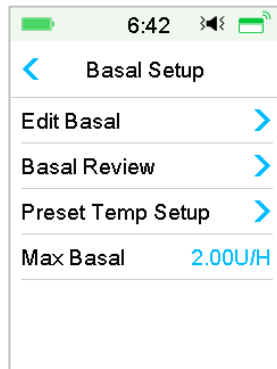 6:42
Basal Setup
Edit Basal
Basal Review
Preset Temp Setup
Max Basal 2.00U/H